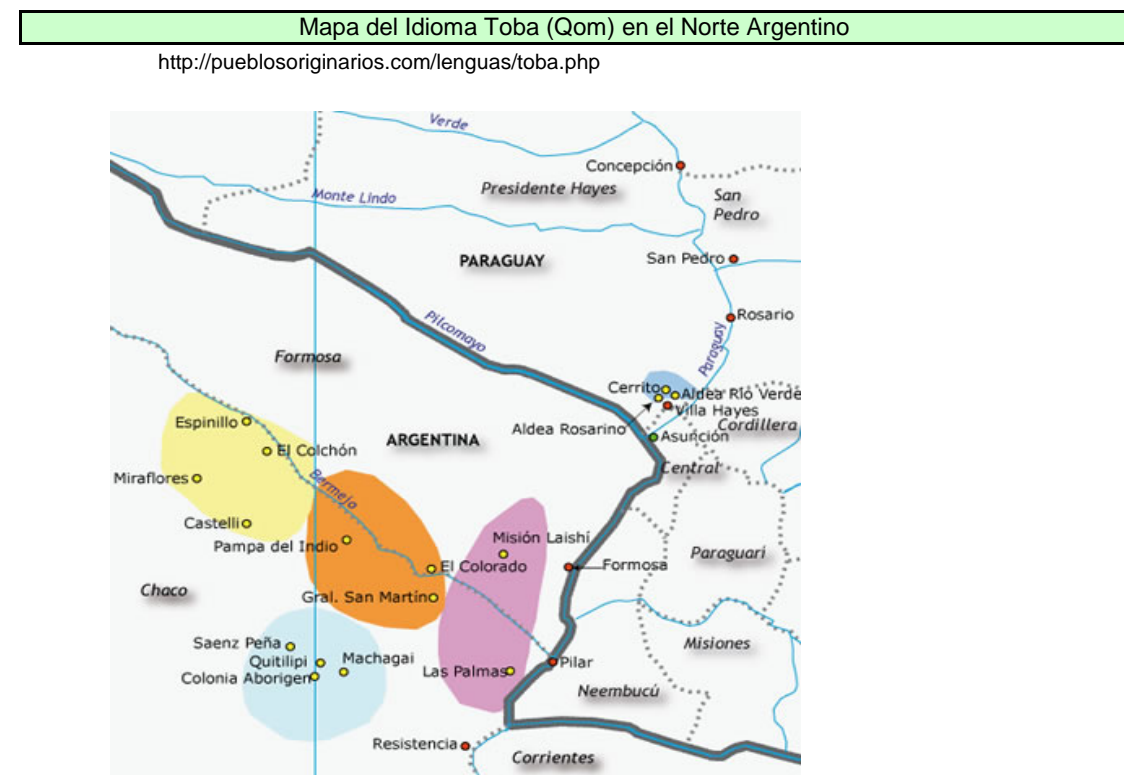 Mapa del Idioma Toba (Qom) en el Norte Argentino
http://pueblosoriginarios.com/lenguas/toba.php
Verde
Concepción
Presidente Hayes
Monte Lindo
San
Pedro
PARAGUAY
San Pedro
Rosario
Pilcomayo
Paraguay
Formosa
Cerrito
Aldea Río Verde
Villa Hayes
Espinillo
Aldea Rosarino
Cordillera
ARGENTINA
Asunción
El Colchón
Central
Miraflores
Bermejo
Castelli
Misión Laishí
Pampa del Indio
Paraguarí
El Colorado
Formosa
Chaco
Gral. San Martín
Saenz Peña
Misiones
Quitilipi
Machagai
Pilar
Colonia Aborigen
Las Palmas
Neembucú
Resistencia
Corrientes